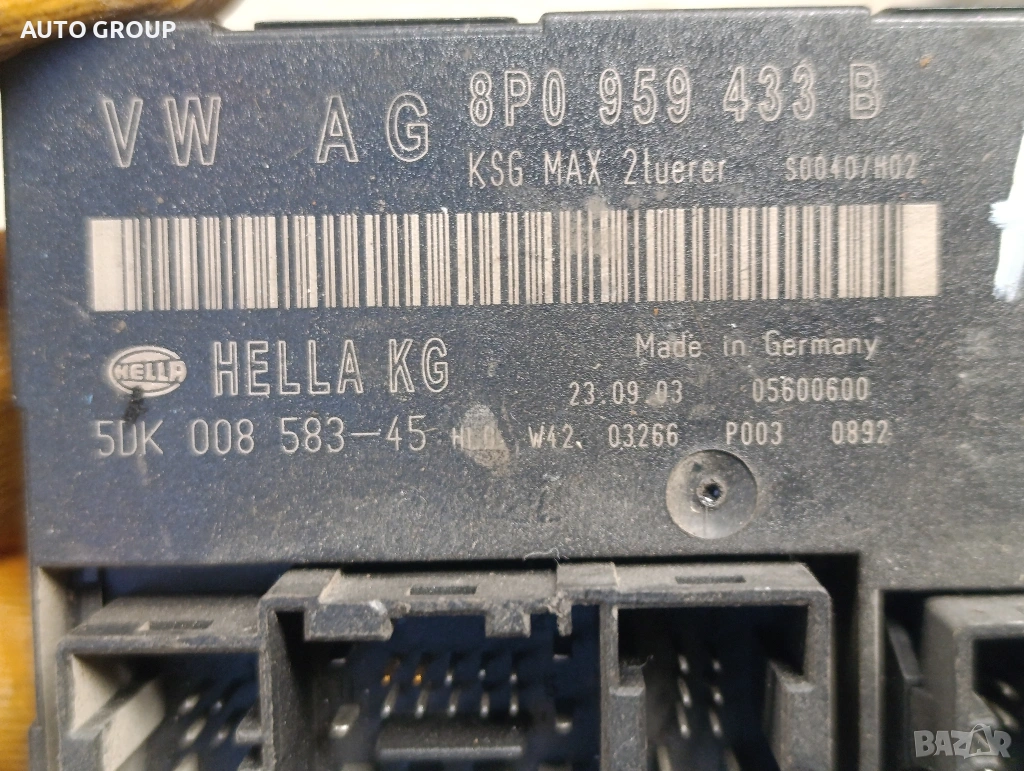 AUTO GROUP
VW AG 8P0 959 433 B
KSG MAX 2tuerer S0040/H02
HELLA HELLA KG Made in Germany
23.09.03 05600600
5DK 008 583-45 W42 03266 P003 0892
BAZAR